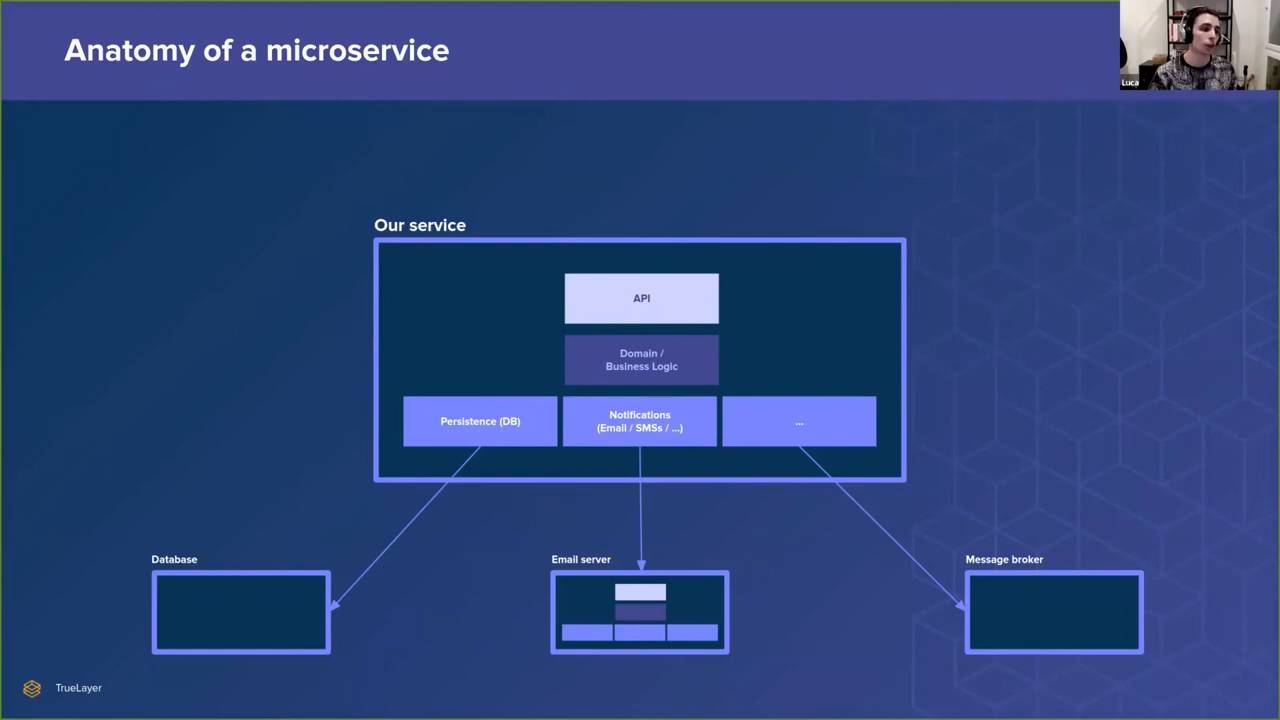 Anatomy of a microservice
Luca
Our service
API
Domain /
Business Logic
Persistence (DB)
Notifications
(Email / SMSs / ...)
...
Database
Email server
Message broker
TrueLayer